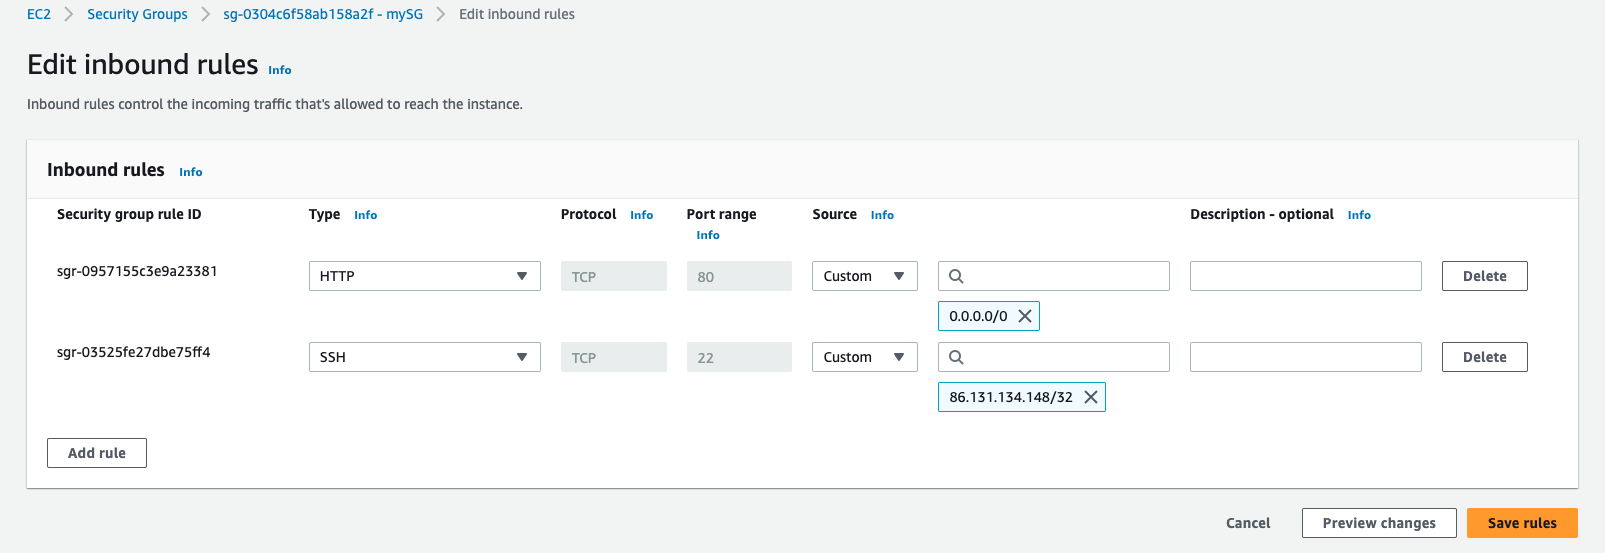 EC2 > Security Groups > sg-0304c6f58ab158a2f - mySG > Edit inbound rules
Edit inbound rules Info
Inbound rules control the incoming traffic that's allowed to reach the instance.
Inbound rules Info
Security group rule ID Type Info Protocol Info Port range Source Info Description - optional Info
Info
sgr-0957155c3e9a23381 HTTP TCP 80 Custom Delete
0.0.0.0/0
sgr-03525fe27dbe75ff4 SSH TCP 22 Custom Delete
86.131.134.148/32
Add rule
Cancel Preview changes Save rules